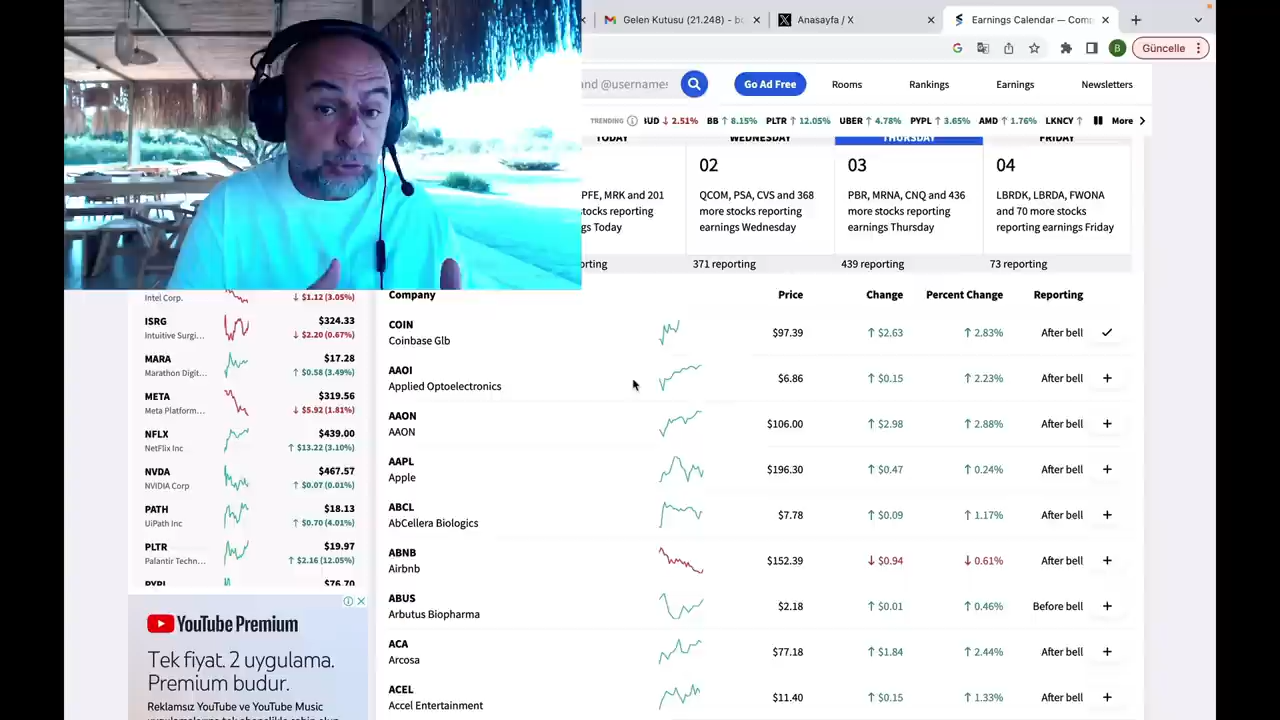 Gelen Kutusu (21.248) - bo
Anasayfa / X
Earnings Calendar — Comp
B
Güncelle
and @username
Go Ad Free
Rooms
Rankings
Earnings
Newsletters
TRENDING
2.51%
BB ↑ 8.15%
PLTR ↑ 12.05%
UBER ↑ 4.78%
PYPL ↑ 3.65%
AMD ↑ 1.76%
LKNCY ↑
More
TODAY
WEDNESDAY
THURSDAY
FRIDAY
02
03
04
PFE, MRK and 201
QCOM, PSA, CVS and 368
more stocks reporting
earnings Wednesday
PBR, MRNA, CNQ and 436
more stocks reporting
earnings Thursday
LBRDK, LBRDA, FWONA
and 70 more stocks
reporting earnings Friday
tocks reporting
gs Today
orting
371 reporting
439 reporting
73 reporting
Intel Corp.
↓ $1.12 (3.05%)
ISRG
$324.33
Intuitive Surgi...
↓ $2.20 (0.67%)
MARA
$17.28
Marathon Digit...
↑ $0.58 (3.49%)
META
$319.56
Meta Platform...
↓ $5.92 (1.81%)
NFLX
$439.00
NetFlix Inc
↑ $13.22 (3.10%)
NVDA
$467.57
NVIDIA Corp
↑ $0.07 (0.01%)
PATH
$18.13
UiPath Inc
↑ $0.70 (4.01%)
PLTR
$19.97
Palantir Techn...
↑ $2.16 (12.05%)
PYPL
$76.70
Company
Price
Change
Percent Change
Reporting
COIN
Coinbase Glb
$97.39
↑ $2.63
↑ 2.83%
After bell
AAOI
Applied Optoelectronics
$6.86
↑ $0.15
↑ 2.23%
After bell
AAON
AAON
$106.00
↑ $2.98
↑ 2.88%
After bell
AAPL
Apple
$196.30
↑ $0.47
↑ 0.24%
After bell
ABCL
AbCellera Biologics
$7.78
↑ $0.09
↑ 1.17%
After bell
ABNB
Airbnb
$152.39
↓ $0.94
↓ 0.61%
After bell
ABUS
Arbutus Biopharma
$2.18
↑ $0.01
↑ 0.46%
Before bell
ACA
Arcosa
$77.18
↑ $1.84
↑ 2.44%
After bell
ACEL
Accel Entertainment
$11.40
↑ $0.15
↑ 1.33%
After bell
YouTube Premium
Tek fiyat. 2 uygulama.
Premium budur.
Reklamsız YouTube ve YouTube Music